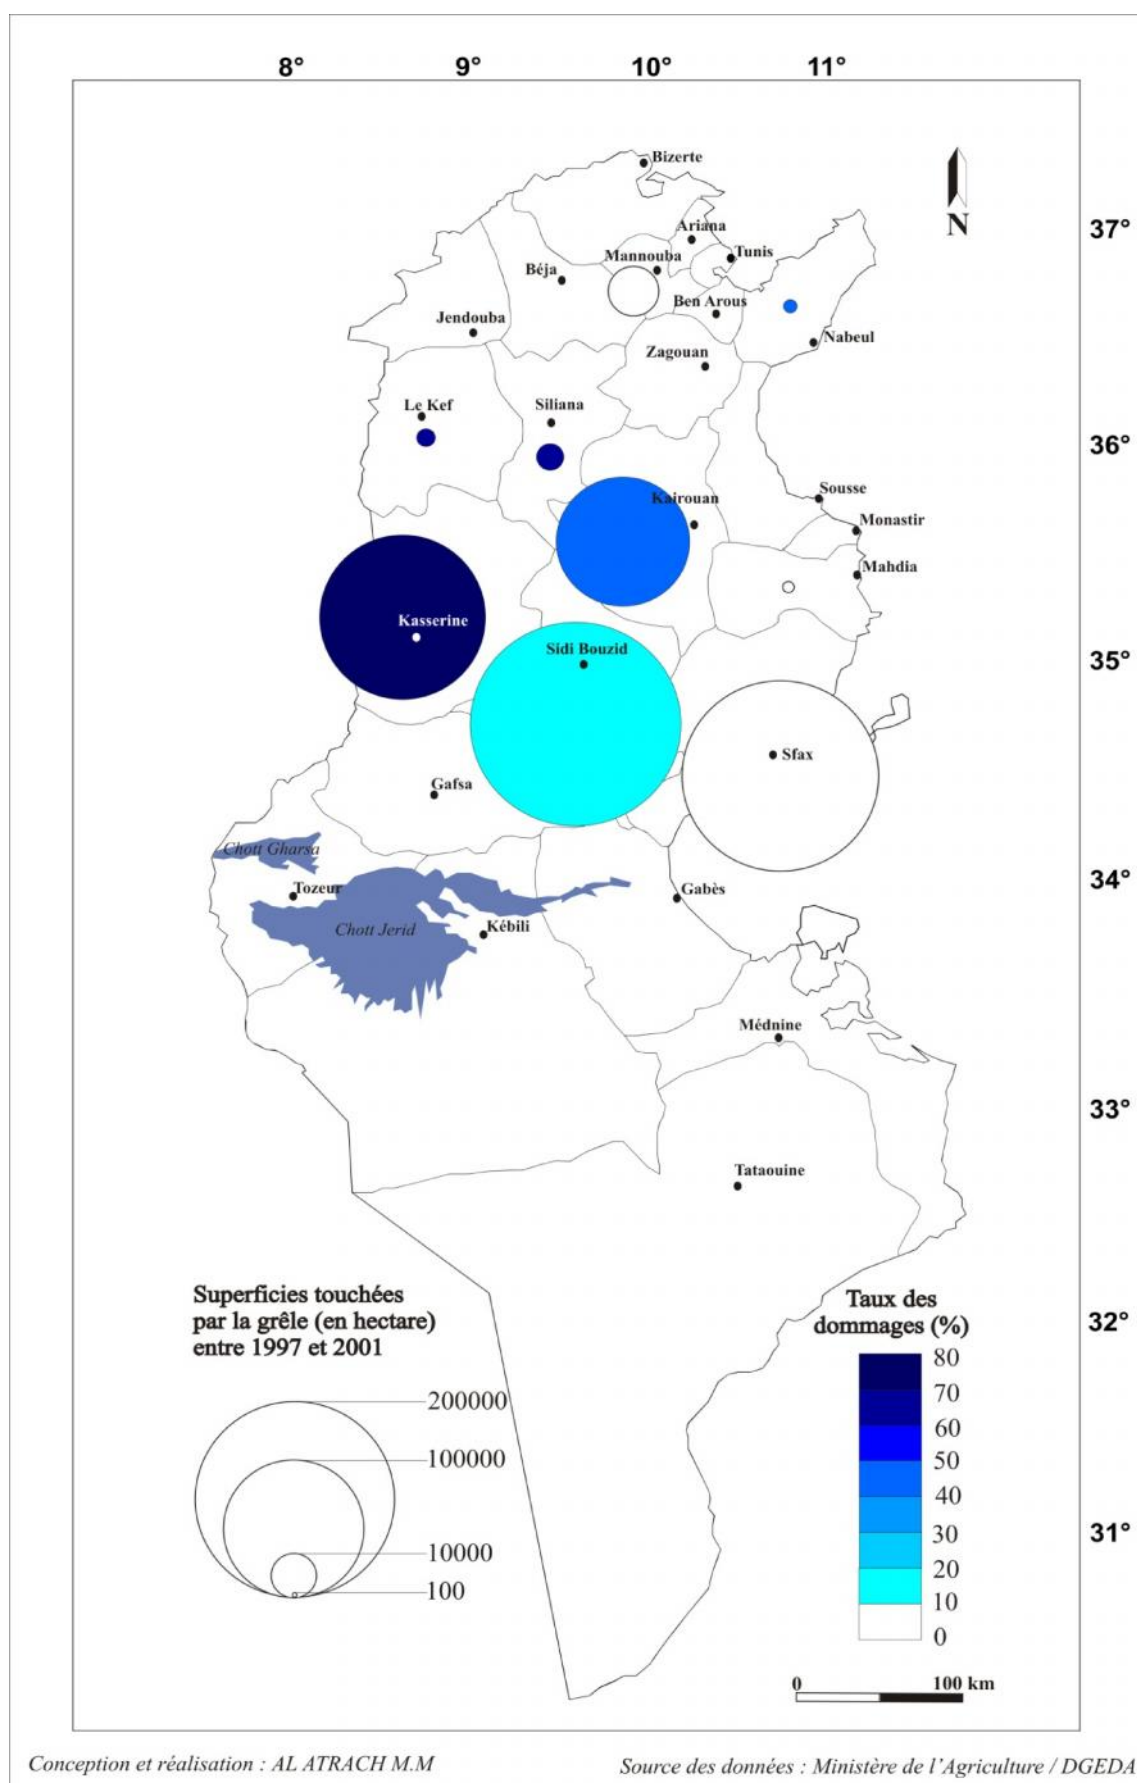 8° 9° 10° 11°
Bizerte
N
37°
Ariana
Tunis
Mannouba
Béja
Ben Arous
Jendouba
Nabeul
Zagouan
Le Kef
Siliana
36°
Sousse
Kairouan
Monastir
Mahdia
Kasserine
Sídi Bouzid
35°
Sfax
Gafsa
Chott Gharsa
34°
Tozeur
Gabès
Chott Jerid
Kébili
Médnine
33°
Tataouine
Superficies touchées
par la grêle (en hectare)
entre 1997 et 2001
200000
100000
10000
100
Taux des
dommages (%)
80
70
60
50
40
30
20
10
0
32°
31°
0 100 km
Conception et réalisation : AL ATRACH M.M
Source des données : Ministère de l'Agriculture / DGEDA